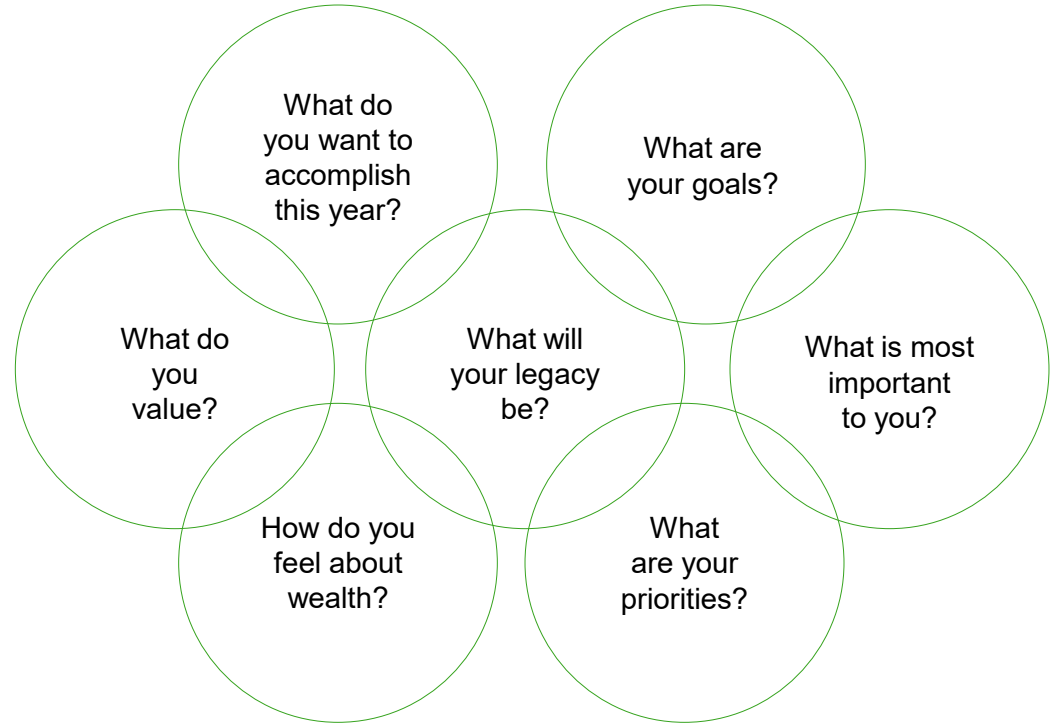 What do
you want to
accomplish
this year?
What are
your goals?
What do
you
value?
What will
your legacy
be?
What is most
important
to you?
How do you
feel about
wealth?
What
are your
priorities?